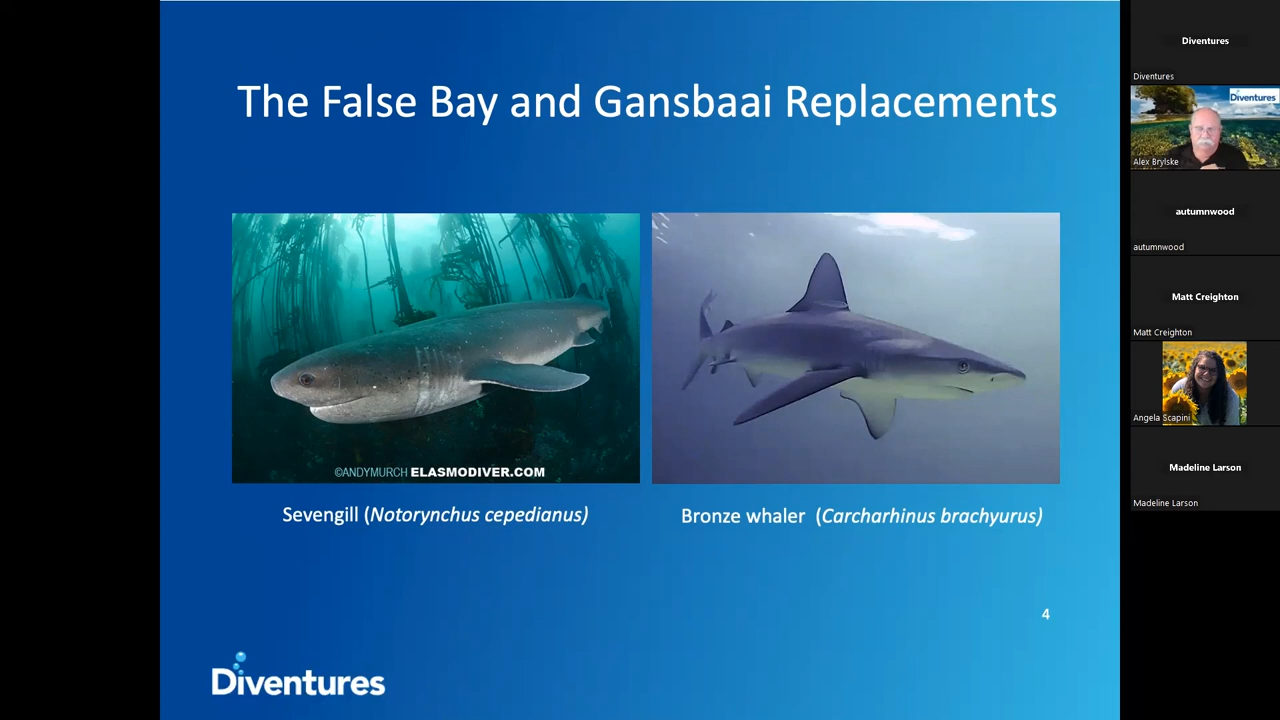 The False Bay and Gansbaai Replacements
©ANDYMURCH ELASMODIVER.COM
Sevengill (Notorynchus cepedianus)
Bronze whaler (Carcharhinus brachyurus)
4
Diventures
Diventures
Diventures
Diventures
Alex Brylske
autumnwood
autumnwood
Matt Creighton
Matt Creighton
Angela Scapini
Madeline Larson
Madeline Larson